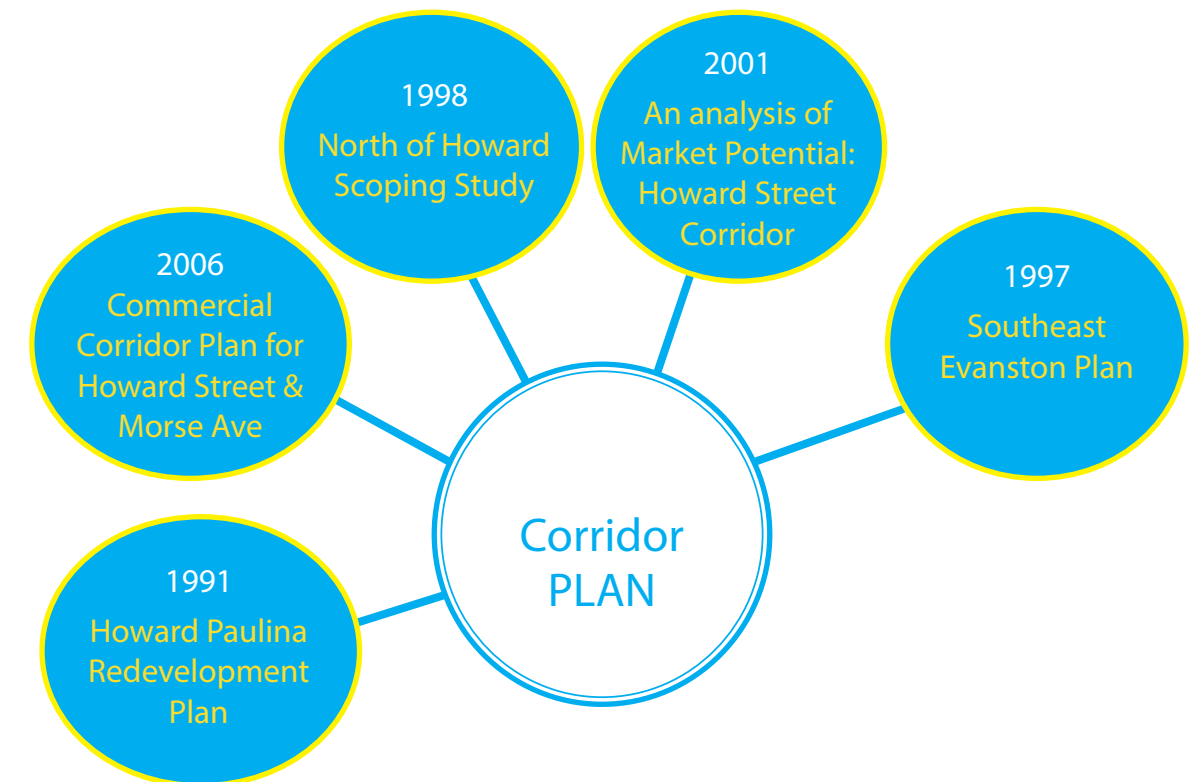 1998
North of Howard
Scoping Study
2001
An analysis of
Market Potential:
Howard Street
Corridor
2006
Commercial
Corridor Plan for
Howard Street &
Morse Ave
1997
Southeast
Evanston Plan
Corridor
PLAN
1991
Howard Paulina
Redevelopment
Plan